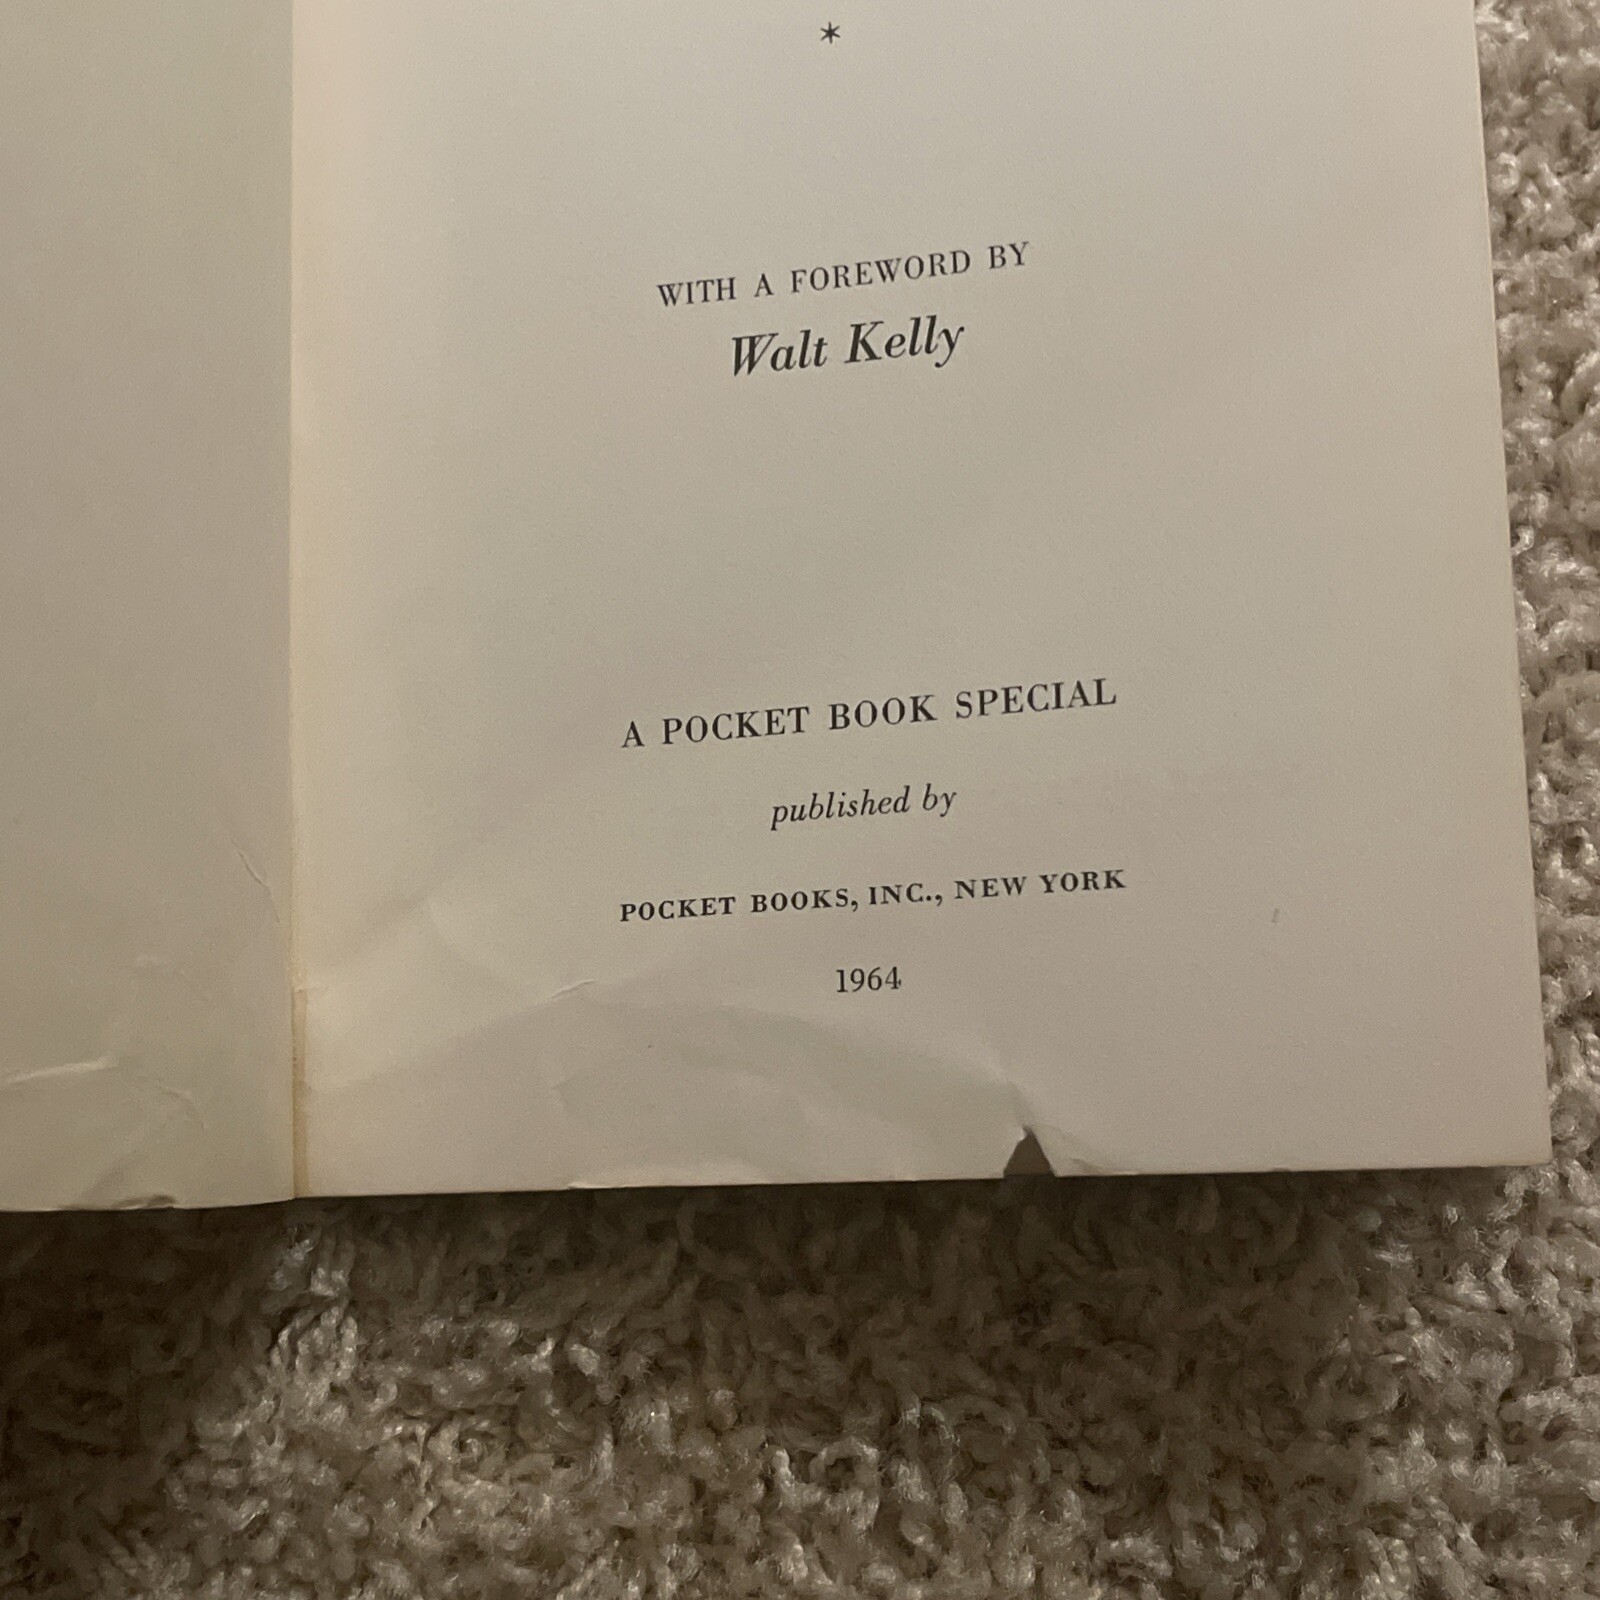 *
WITH A FOREWORD BY
Walt Kelly
A POCKET BOOK SPECIAL
published by
POCKET BOOKS, INC., NEW YORK
1964